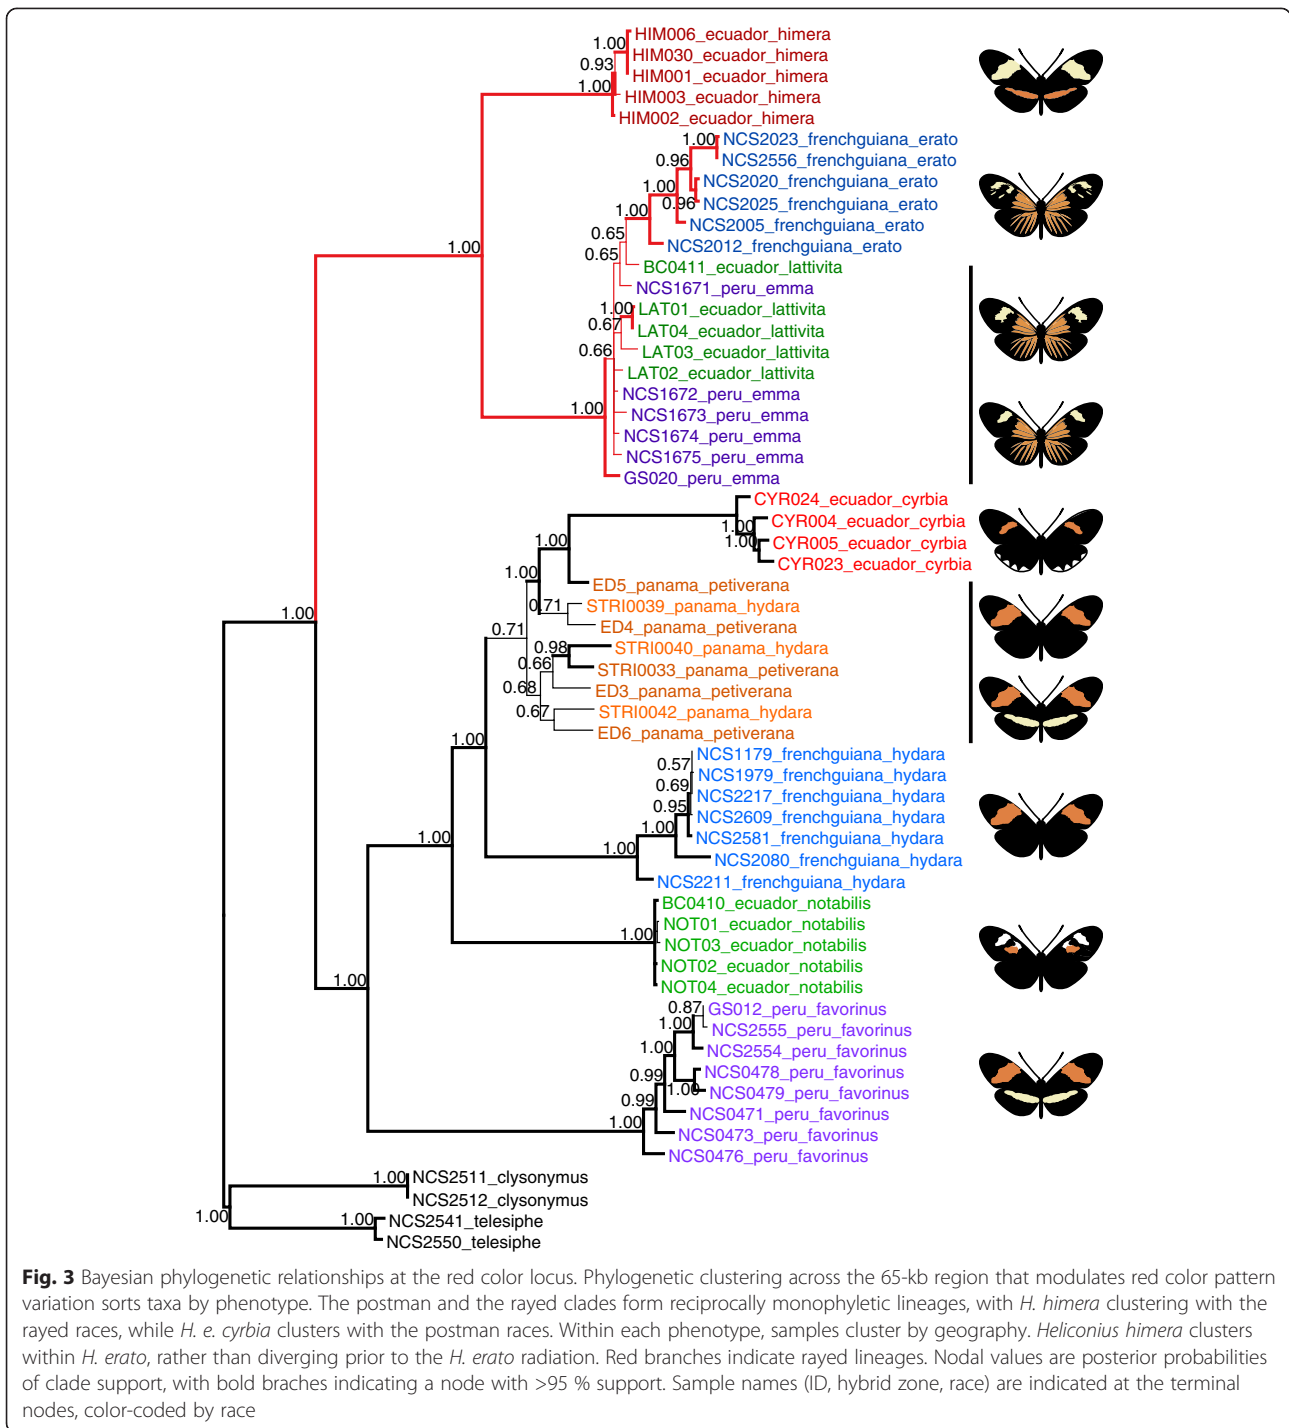 HIM006_ecuador_himera
1.00
HIM030_ecuador_himera
0.93
HIM001_ecuador_himera
1.00
HIM003_ecuador_himera
HIM002_ecuador_himera
1.00
NCS2023_frenchguiana_erato
0.96
NCS2556_frenchguiana_erato
1.00
NCS2020_frenchguiana_erato
0.96
NCS2025_frenchguiana_erato
1.00
NCS2005_frenchguiana_erato
0.65
NCS2012_frenchguiana_erato
1.00
0.65
BC0411_ecuador_lattivita
NCS1671_peru_emma
1.00
LAT01_ecuador_lattivita
0.67
LAT04_ecuador_lattivita
0.66
LAT03_ecuador_lattivita
LAT02_ecuador_lattivita
NCS1672_peru_emma
1.00
NCS1673_peru_emma
NCS1674_peru_emma
NCS1675_peru_emma
GS020_peru_emma
CYR024_ecuador_cyrbia
1.00
CYR004_ecuador_cyrbia
1.00
CYR005_ecuador_cyrbia
1.00
CYR023_ecuador_cyrbia
1.00
ED5_panama_petiverana
0.71
STRI0039_panama_hydara
1.00
0.71
ED4_panama_petiverana
0.98
STRI0040_panama_hydara
0.66
STRI0033_panama_petiverana
0.68
ED3_panama_petiverana
0.67
STRI0042_panama_hydara
ED6_panama_petiverana
1.00
NCS1179_frenchguiana_hydara
0.57
NCS1979_frenchguiana_hydara
0.69
NCS2217_frenchguiana_hydara
0.95
NCS2609_frenchguiana_hydara
1.00
1.00
NCS2581_frenchguiana_hydara
1.00
NCS2080_frenchguiana_hydara
NCS2211_frenchguiana_hydara
BC0410_ecuador_notabilis
NOT01_ecuador_notabilis
1.00
NOT03_ecuador_notabilis
NOT02_ecuador_notabilis
1.00
NOT04_ecuador_notabilis
0.87
GS012_peru_favorinus
1.00
NCS2555_peru_favorinus
1.00
NCS2554_peru_favorinus
0.99
NCS0478_peru_favorinus
1.00
NCS0479_peru_favorinus
0.99
NCS0471_peru_favorinus
1.00
NCS0473_peru_favorinus
NCS0476_peru_favorinus
1.00
NCS2511_clysonymus
NCS2512_clysonymus
1.00
1.00
NCS2541_telesiphe
NCS2550_telesiphe
Fig. 3 Bayesian phylogenetic relationships at the red color locus. Phylogenetic clustering across the 65-kb region that modulates red color pattern
variation sorts taxa by phenotype. The postman and the rayed clades form reciprocally monophyletic lineages, with H. himera clustering with the
rayed races, while H. e. cyrbia clusters with the postman races. Within each phenotype, samples cluster by geography. Heliconius himera clusters
within H. erato, rather than diverging prior to the H. erato radiation. Red branches indicate rayed lineages. Nodal values are posterior probabilities
of clade support, with bold braches indicating a node with >95 % support. Sample names (ID, hybrid zone, race) are indicated at the terminal
nodes, color-coded by race